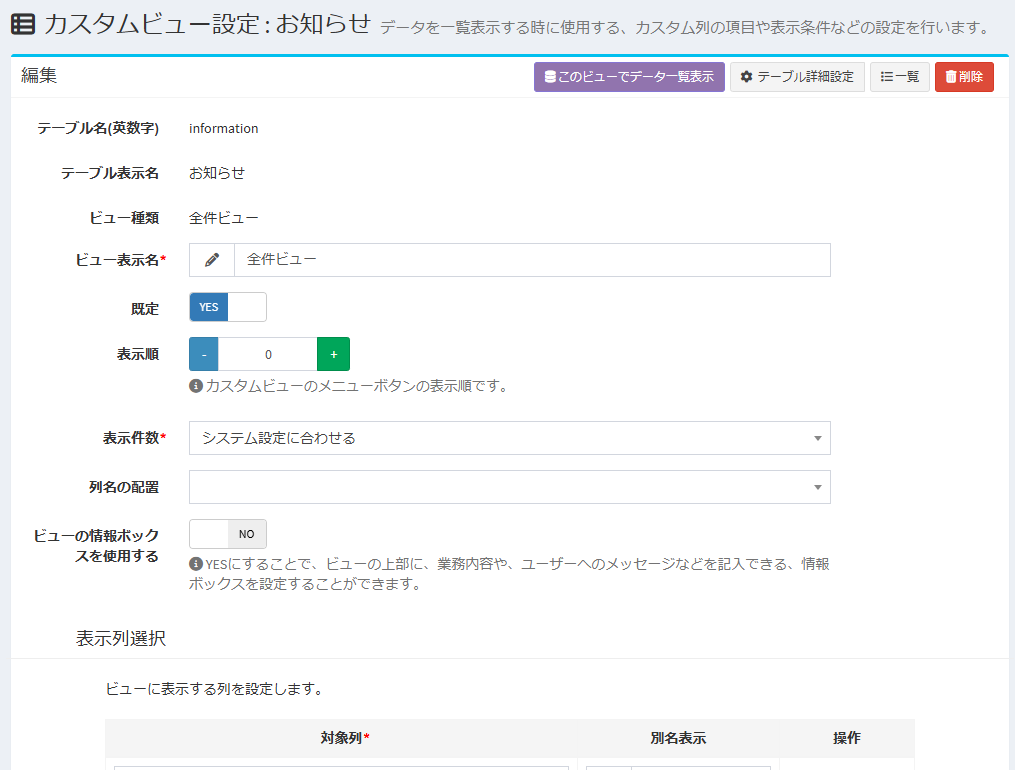 カスタムビュー設定 : お知らせ データを一覧表示する時に使用する、カスタム列の項目や表示条件などの設定を行います。
編集 このビューでデータ一覧表示 テーブル詳細設定 一覧 削除
テーブル名(英数字) information
テーブル表示名 お知らせ
ビュー種類 全件ビュー
ビュー表示名* 全件ビュー
既定 YES
表示順 - 0 +
カスタムビューのメニューボタンの表示順です。
表示件数* システム設定に合わせる
列名の配置
ビューの情報ボックスを使用する NO
YESにすることで、ビューの上部に、業務内容や、ユーザーへのメッセージなどを記入できる、情報
ボックスを設定することができます。
表示列選択
ビューに表示する列を設定します。
対象列* 別名表示 操作